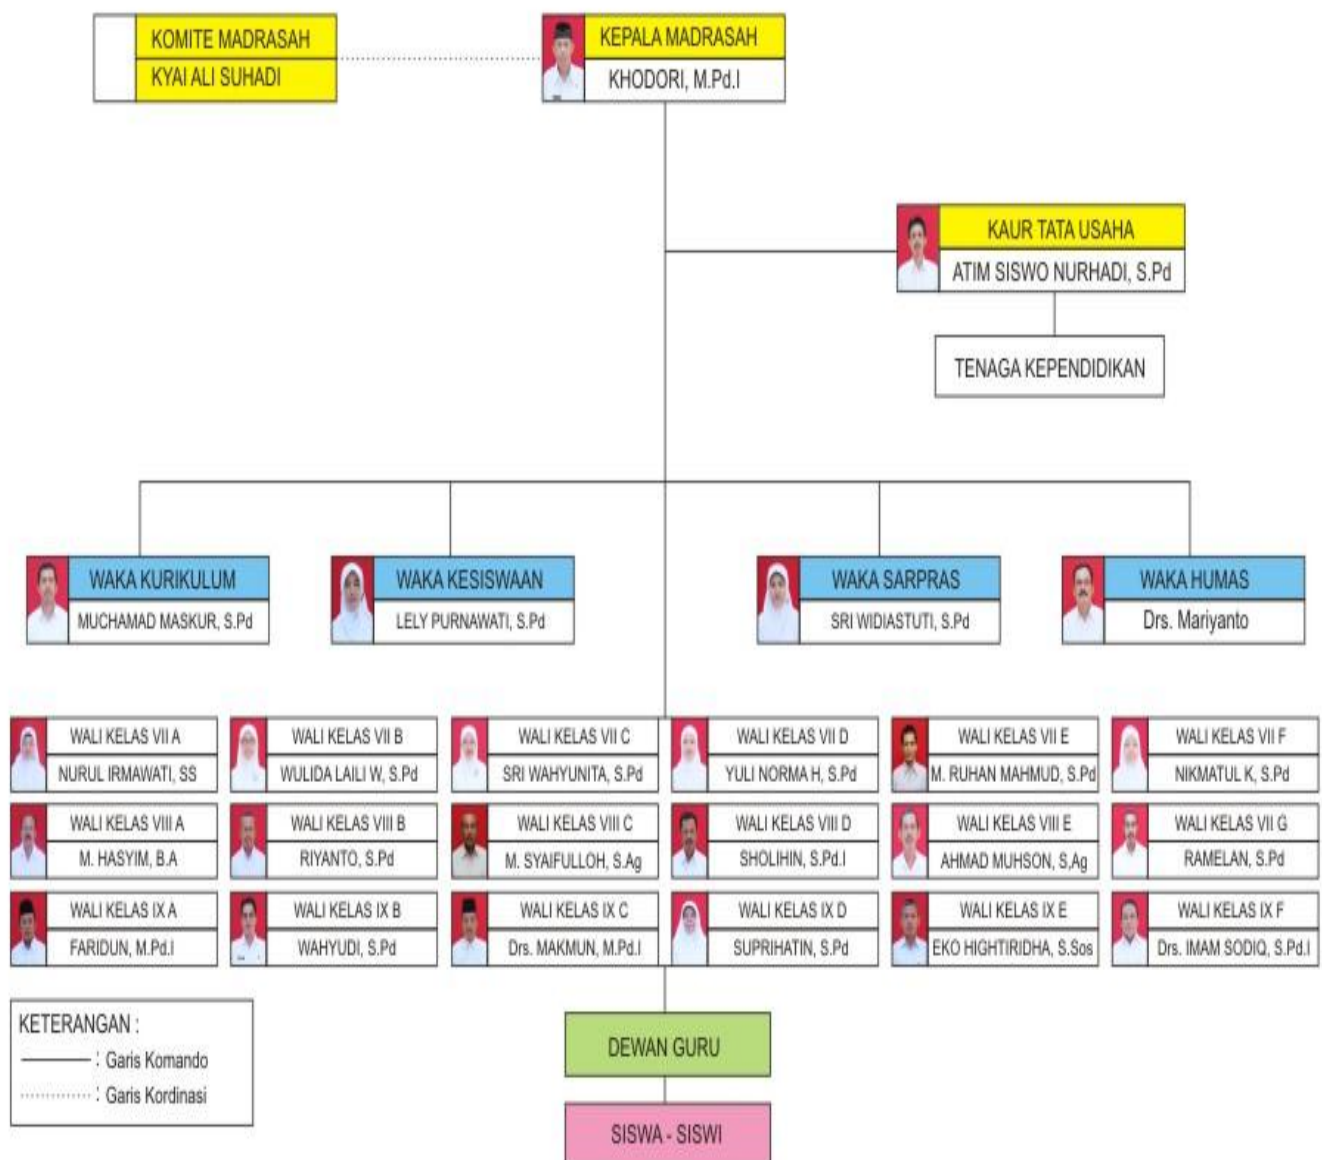 KOMITE MADRASAH
KYAI ALI SUHADI
KEPALA MADRASAH
KHODORI, M.Pd.I
KAUR TATA USAHA
ATIM SISWO NURHADI, S.Pd
TENAGA KEPENDIDIKAN
WAKA KURIKULUM
MUCHAMAD MASKUR, S.Pd
WAKA KESISWAAN
LELY PURNAWATI, S.Pd
WAKA SARPRAS
SRI WIDIASTUTI, S.Pd
WAKA HUMAS
Drs. Mariyanto
WALI KELAS VII A
NURUL IRMAWATI, SS
WALI KELAS VII B
WULIDA LAILI W, S.Pd
WALI KELAS VII C
SRI WAHYUNITA, S.Pd
WALI KELAS VII D
YULI NORMA H, S.Pd
WALI KELAS VII E
M. RUHAN MAHMUD, S.Pd
WALI KELAS VII F
NIKMATUL K, S.Pd
WALI KELAS VIII A
M. HASYIM, B.A
WALI KELAS VIII B
RIYANTO, S.Pd
WALI KELAS VIII C
M. SYAIFULLOH, S.Ag
WALI KELAS VIII D
SHOLIHIN, S.Pd.I
WALI KELAS VIII E
AHMAD MUHSON, S,Ag
WALI KELAS VII G
RAMELAN, S.Pd
WALI KELAS IX A
FARIDUN, M.Pd.I
WALI KELAS IX B
WAHYUDI, S.Pd
WALI KELAS IX C
Drs. MAKMUN, M.Pd.I
WALI KELAS IX D
SUPRIHATIN, S.Pd
WALI KELAS IX E
EKO HIGHTIRIDHA, S.Sos
WALI KELAS IX F
Drs. IMAM SODIQ, S.Pd.I
KETERANGAN :
: Garis Komando
: Garis Kordinasi
DEWAN GURU
SISWA - SISWI